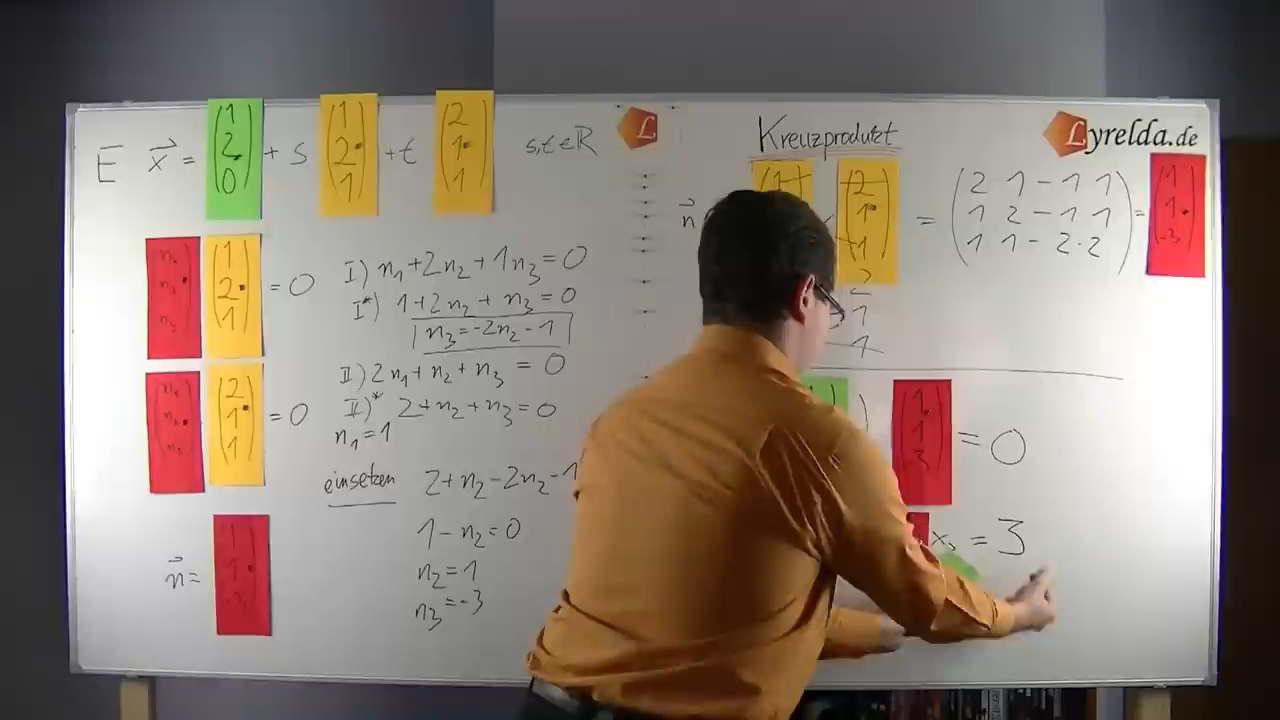 E x⃗ = (1 2 0) + s (1 2 1) + t (2 1 1) s,t∈ℝ
(n₁ n₂ n₃) (1 2 1) = 0
(n₁ n₂ n₃) (2 1 1) = 0
n⃗ = (1 1 -3)
I) n₁+2n₂+1n₃=0
I*) 1+2n₂+n₃=0
n₃=-2n₂-1
II) 2n₁+n₂+n₃ = 0
II)* 2+n₂+n₃=0
n₁=1
einsetzen 2+n₂-2n₂-1
1-n₂=0
n₂=1
n₃=-3
L
Kreuzprodukt
Lyrelda.de
n⃗
(2 1 1)
2
1
1
= (2 1 - 1 1
1 2 - 1 1
1 1 - 2·2) = (1 1 -3)
(1 1 -3) = 0
x₃ = 3